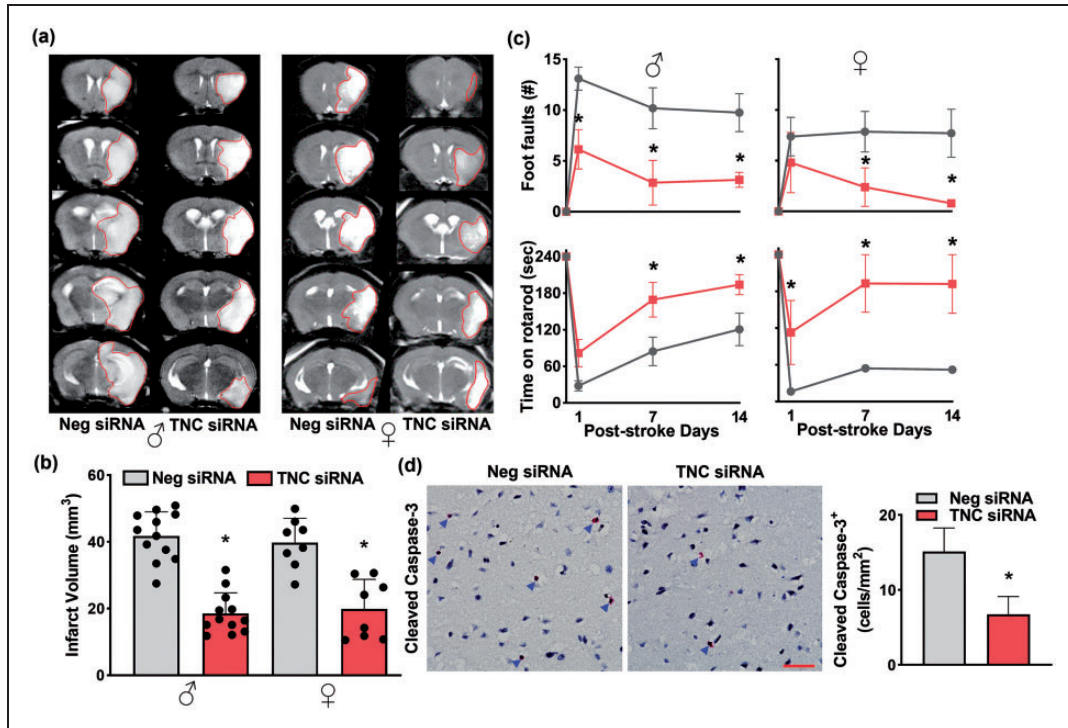 (a)
Neg siRNA TNC siRNA
♂
Neg siRNA TNC siRNA
♀
(b)
Neg siRNA TNC siRNA
Infarct Volume (mm³)
60
40
20
0
*
*
♂ ♀
(c)
♂ ♀
Foot faults (#)
15
10
5
0
* * *
* *
Time on rotarod (sec)
240
180
120
60
0
* *
* * *
1 7 14 1 7 14
Post-stroke Days Post-stroke Days
(d)
Neg siRNA TNC siRNA
Cleaved Caspase-3
Neg siRNA
TNC siRNA
Cleaved Caspase-3⁺
(cells/mm²)
20
10
0
*